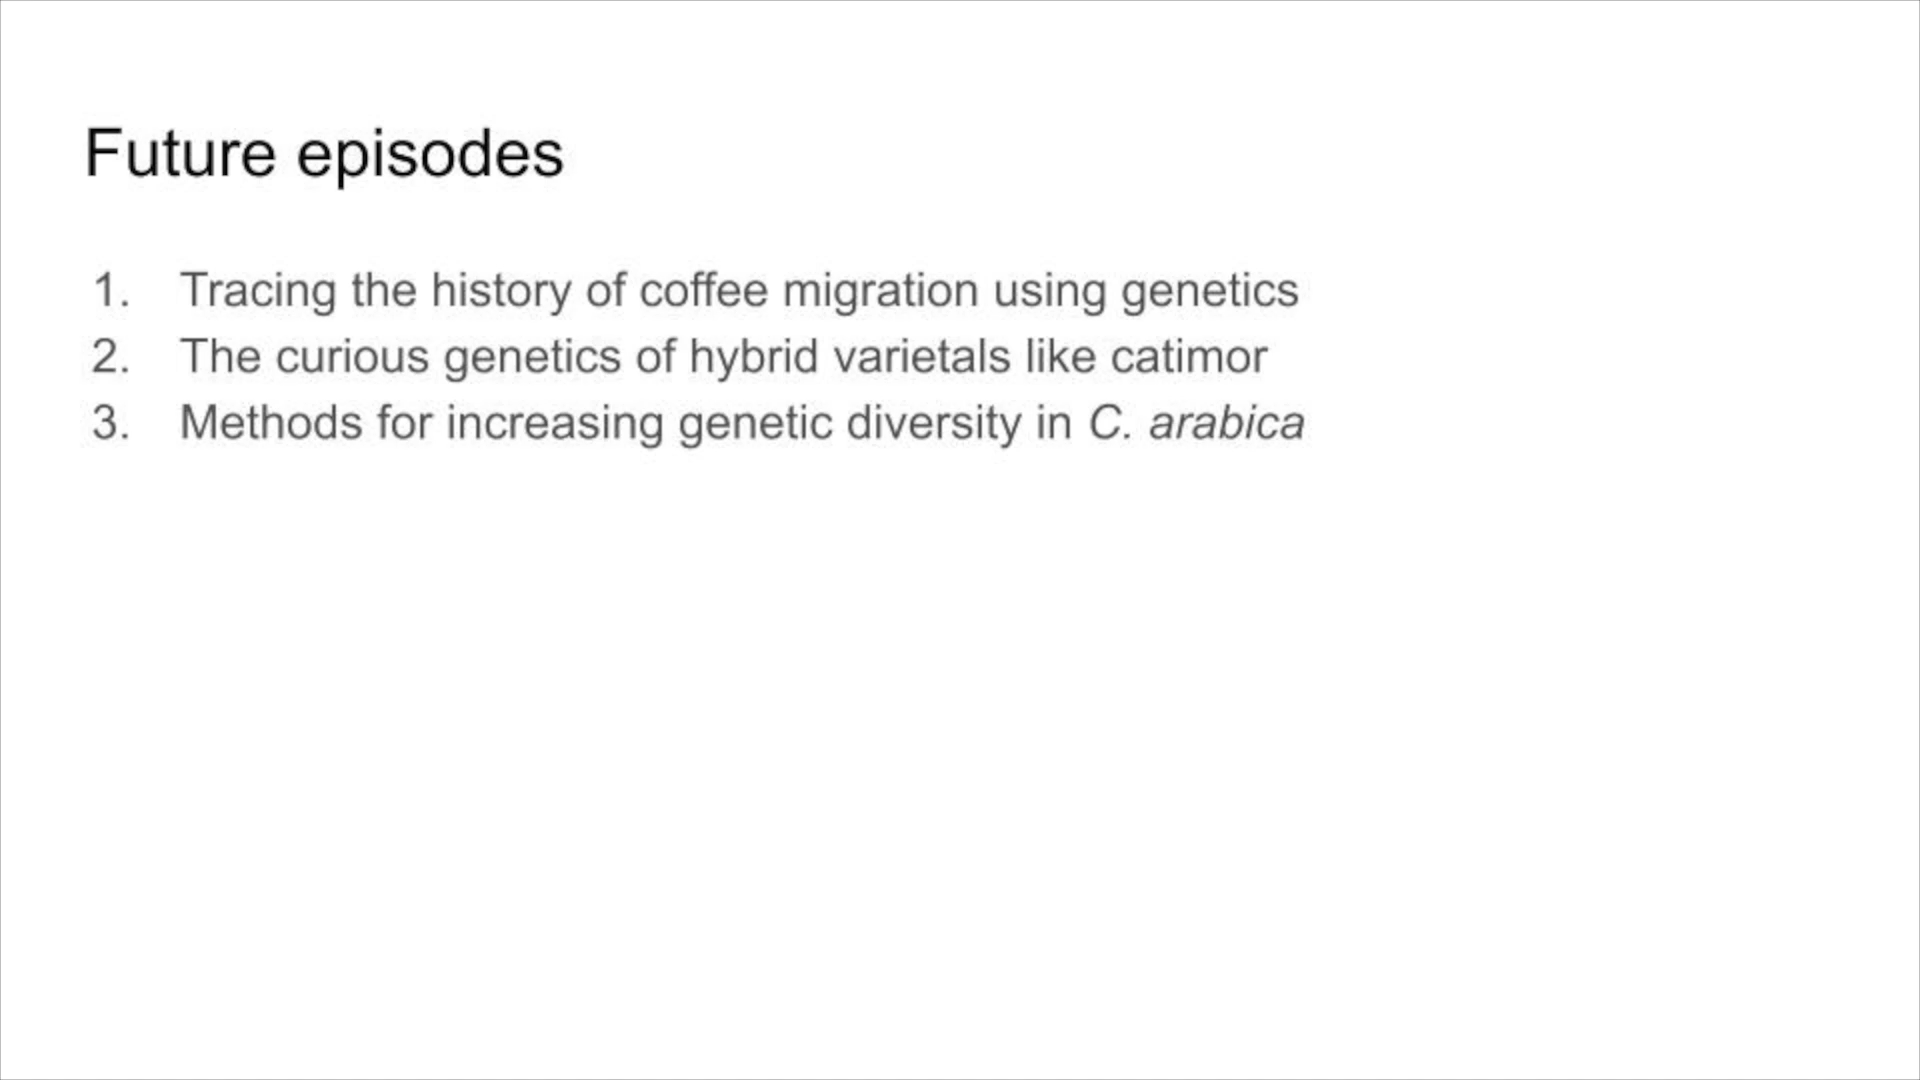 Future episodes
1. Tracing the history of coffee migration using genetics
2. The curious genetics of hybrid varietals like catimor
3. Methods for increasing genetic diversity in C. arabica